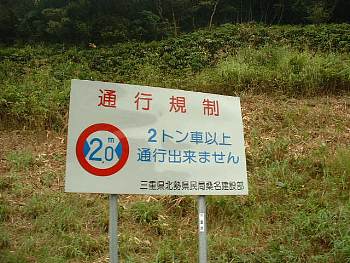 通行規制
2.0m
2トン車以上
通行出来ません
三重県北勢県民局桑名建設部